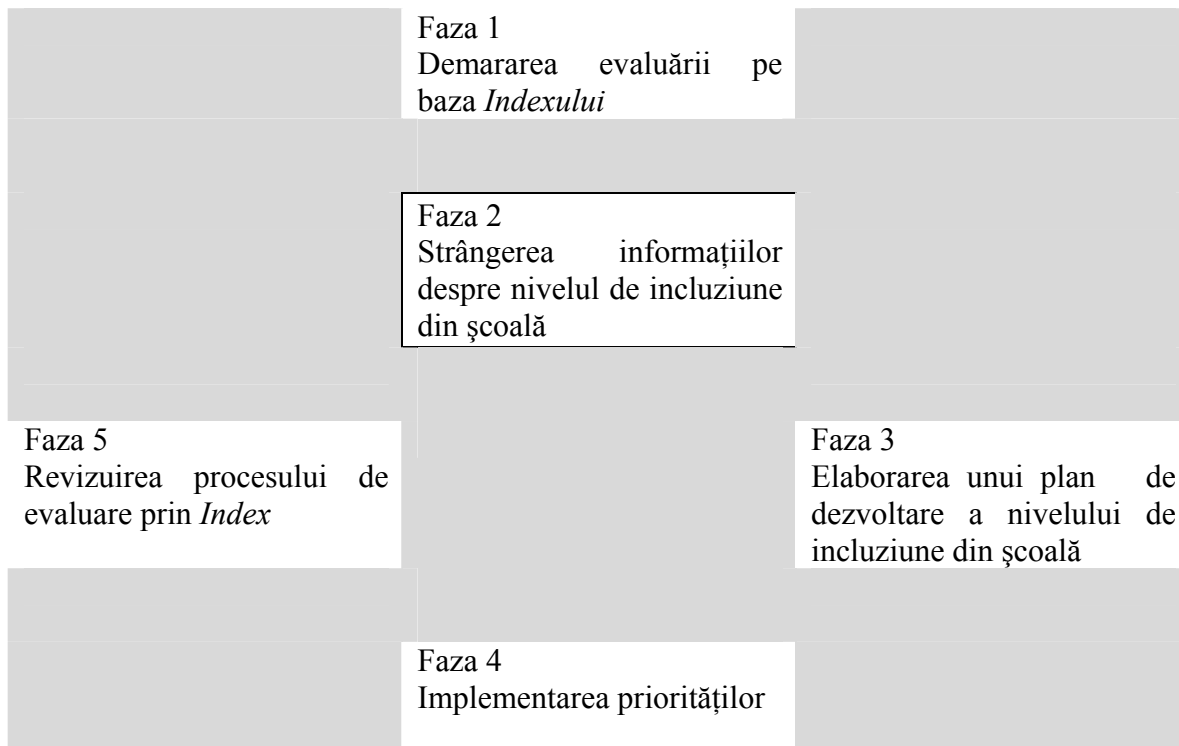 Faza 1
Demararea evaluării pe
baza Indexului
Faza 2
Strângerea informațiilor
despre nivelul de incluziune
din şcoală
Faza 5
Revizuirea procesului de
evaluare prin Index
Faza 3
Elaborarea unui plan de
dezvoltare a nivelului de
incluziune din şcoală
Faza 4
Implementarea priorităților